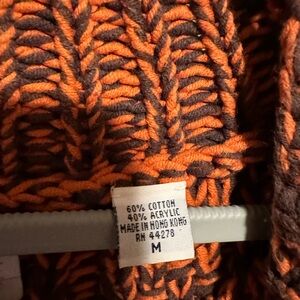 60% COTTON
40% ACRYLIC
MADE IN HONG KONG
RN 44278
M